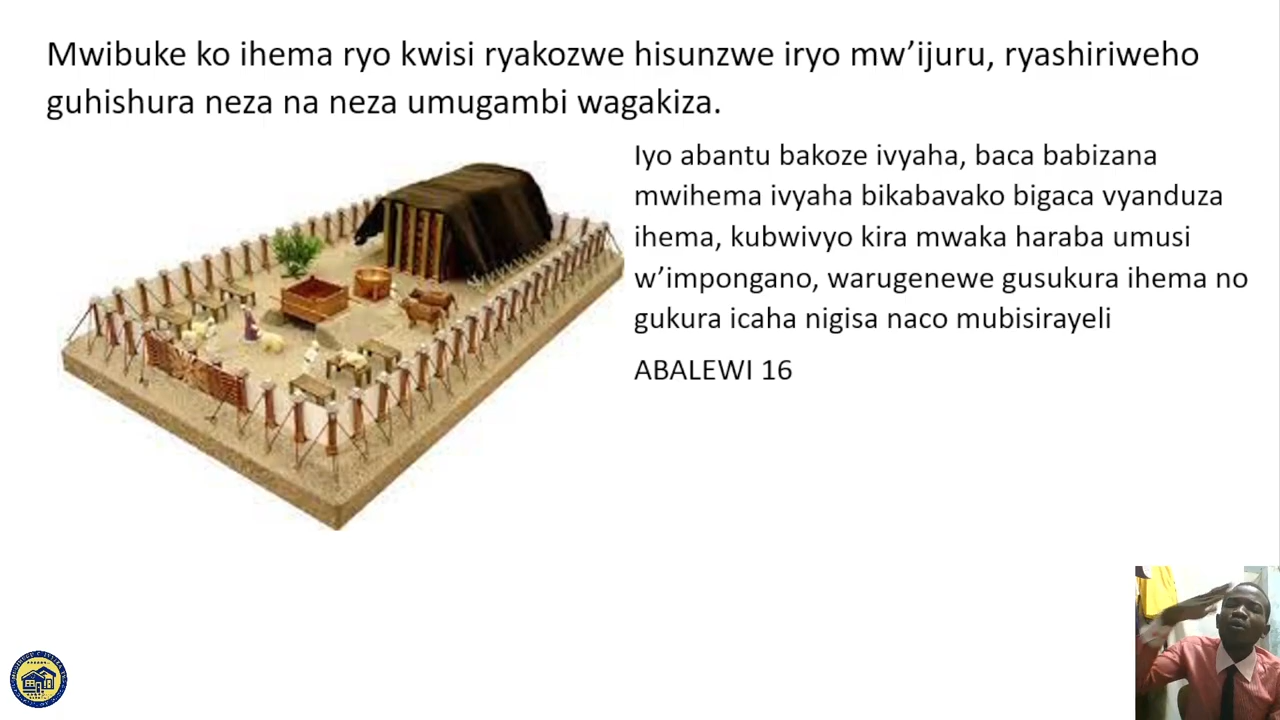 Mwibuke ko ihema ryo kwisi ryakozwe hisunzwe iryo mw’ijuru, ryashiriweho
guhishura neza na neza umugambi wagakiza.
Iyo abantu bakoze ivyaha, baca babizana
mwihema ivyaha bikabavako bigaca vyanduza
ihema, kubwivyo kira mwaka haraba umusi
w’impongano, warugenewe gusukura ihema no
gukura icaha nigisa naco mubisirayeli
ABALEWI 16